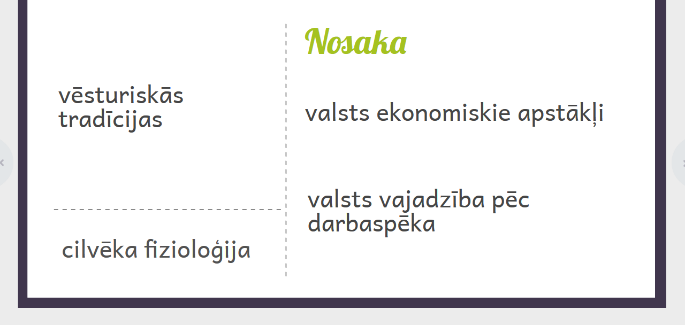 Nosaka
vēsturiskās
tradīcijas
valsts ekonomiskie apstākļi
valsts vajadzība pēc
darbaspēka
cilvēka fizioloģija